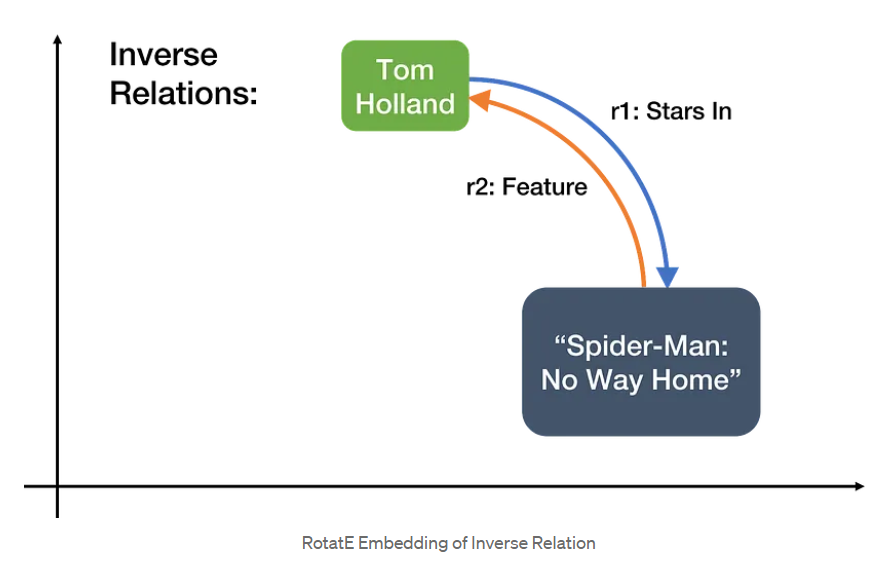 Inverse
Relations:
Tom
Holland
r1: Stars In
r2: Feature
“Spider-Man:
No Way Home”
RotatE Embedding of Inverse Relation